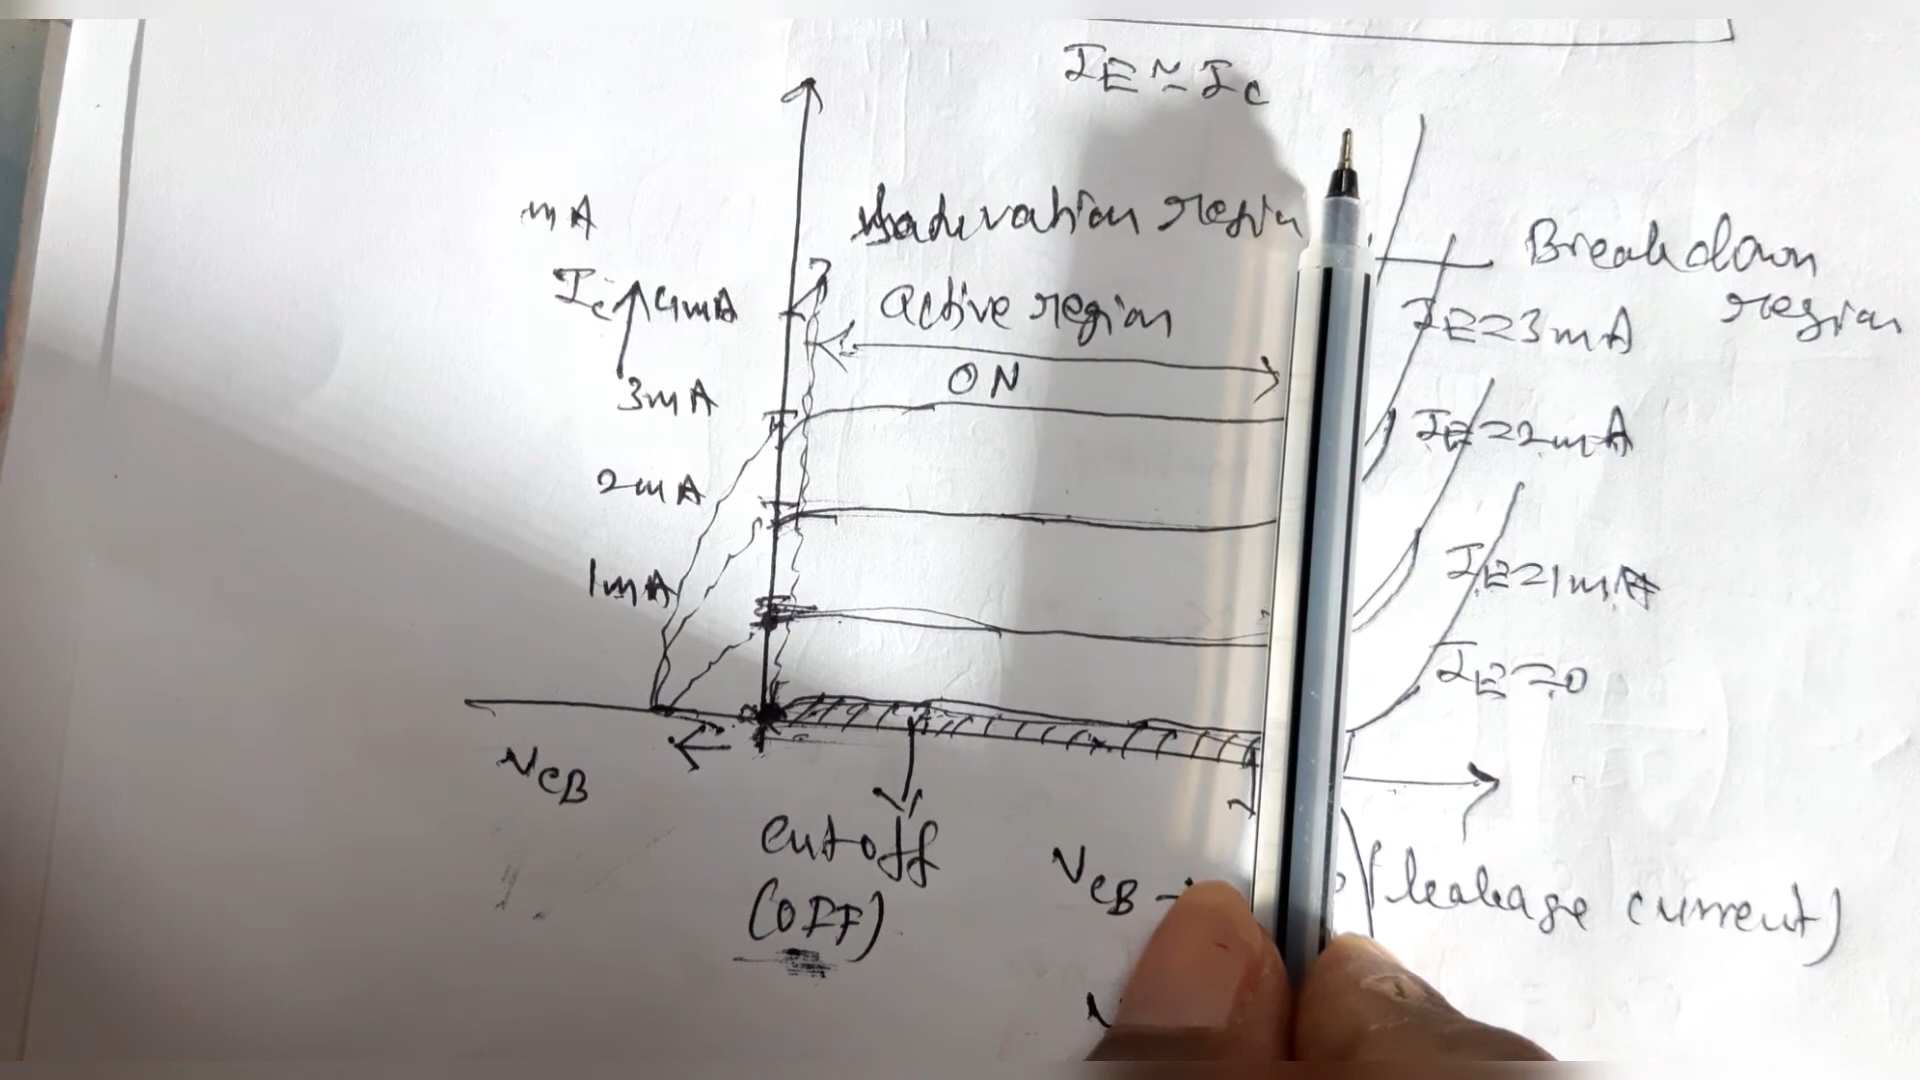 IE ≃ IC
mA
saturation region
Breakdown
region
Ic ↑ 4mA
active region
IE=3mA
ON
3mA
IE=2mA
2mA
1mA
IE=1mA
IE=0
VCB
cutoff
(OFF)
VCB
(leakage current)